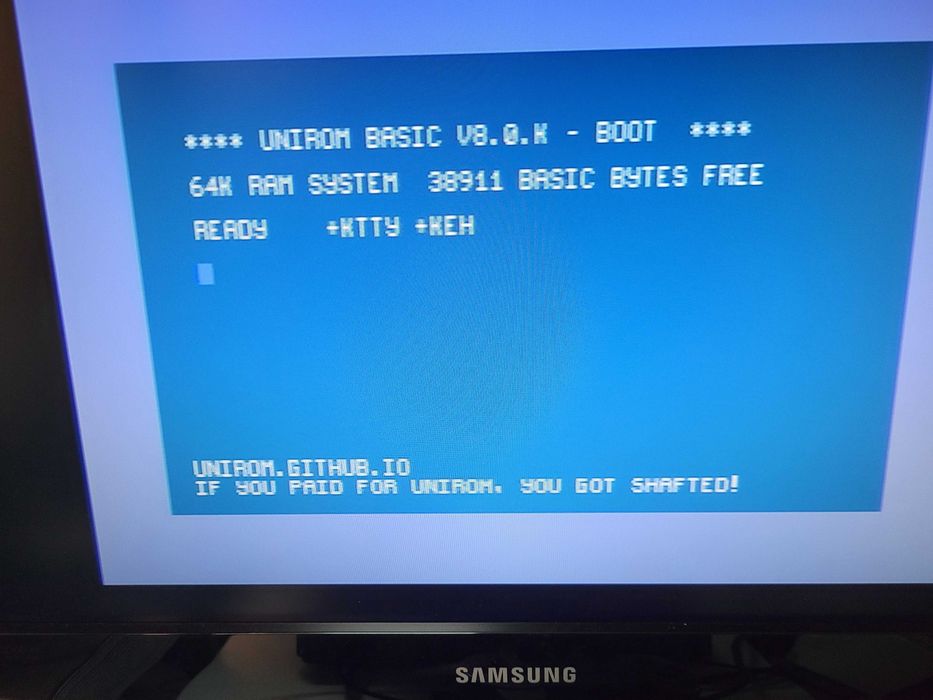 **** UNIROM BASIC V8.0.K - BOOT ****
64K RAM SYSTEM 38911 BASIC BYTES FREE
READY +KTTY +KEH
UNIROM.GITHUB.IO
IF YOU PAID FOR UNIROM, YOU GOT SHAFTED!
SAMSUNG